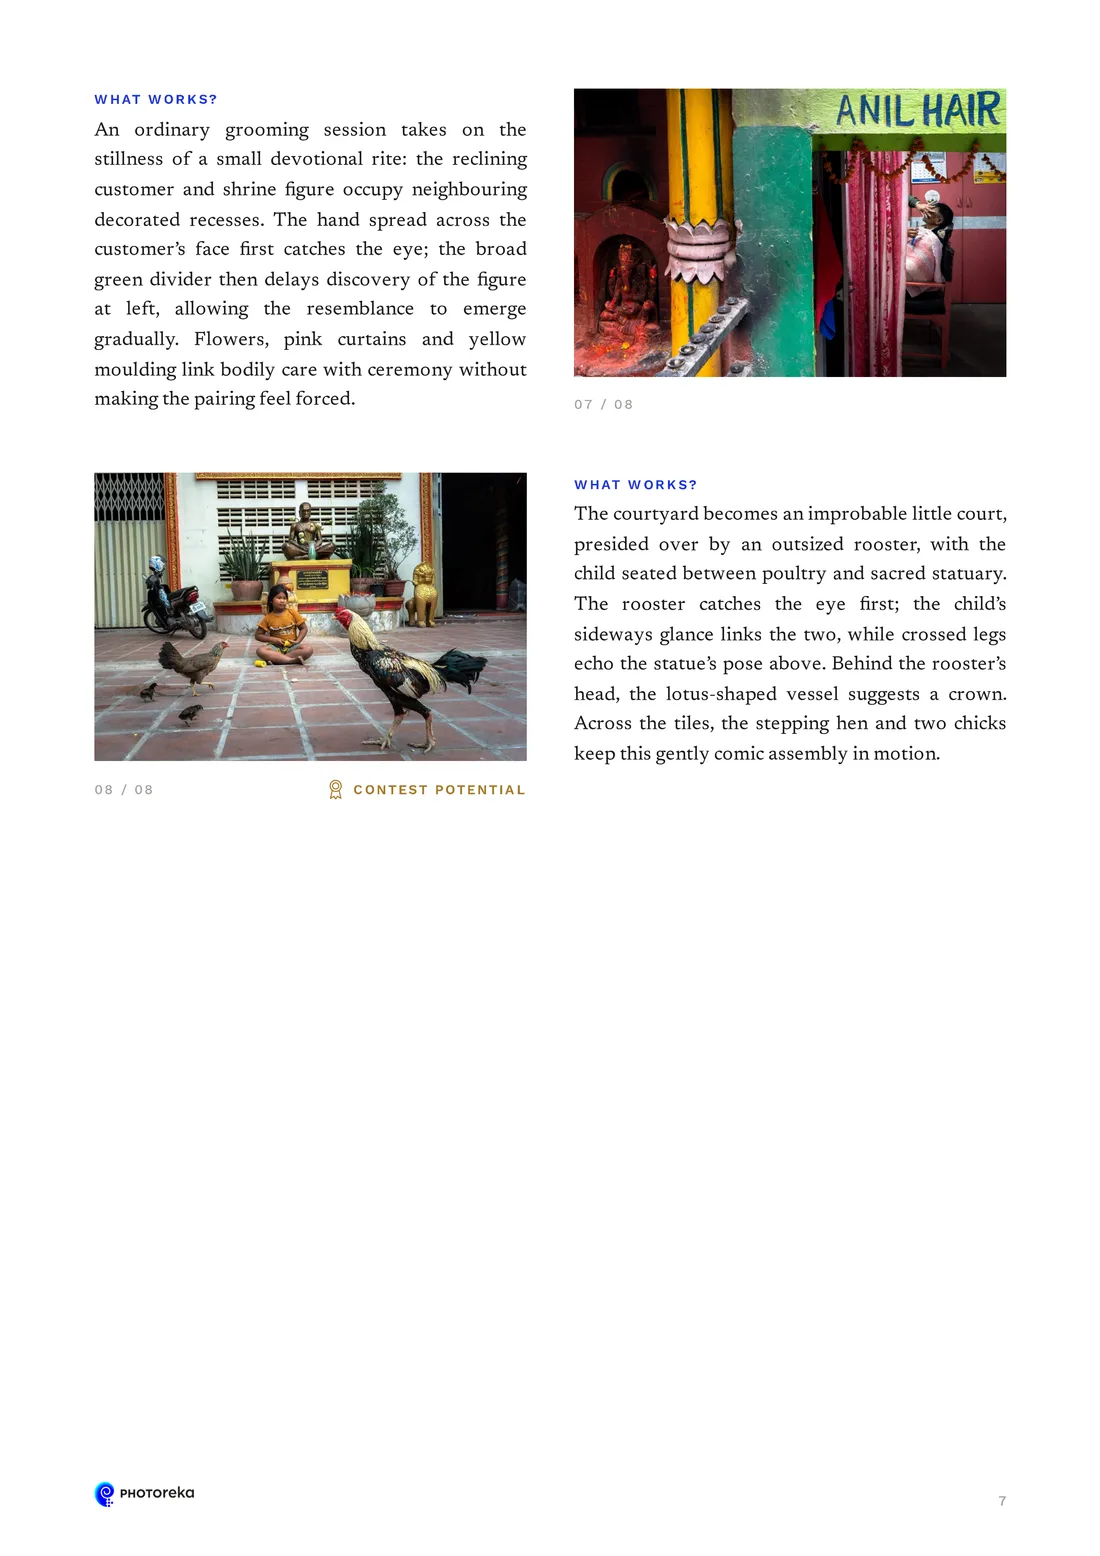 WHAT WORKS?
An ordinary grooming session takes on the
stillness of a small devotional rite: the reclining
customer and shrine figure occupy neighbouring
decorated recesses. The hand spread across the
customer’s face first catches the eye; the broad
green divider then delays discovery of the figure
at left, allowing the resemblance to emerge
gradually. Flowers, pink curtains and yellow
moulding link bodily care with ceremony without
making the pairing feel forced.
ANIL HAIR
07 / 08
08 / 08
CONTEST POTENTIAL
WHAT WORKS?
The courtyard becomes an improbable little court,
presided over by an outsized rooster, with the
child seated between poultry and sacred statuary.
The rooster catches the eye first; the child’s
sideways glance links the two, while crossed legs
echo the statue’s pose above. Behind the rooster’s
head, the lotus-shaped vessel suggests a crown.
Across the tiles, the stepping hen and two chicks
keep this gently comic assembly in motion.
PHOTOreka
7